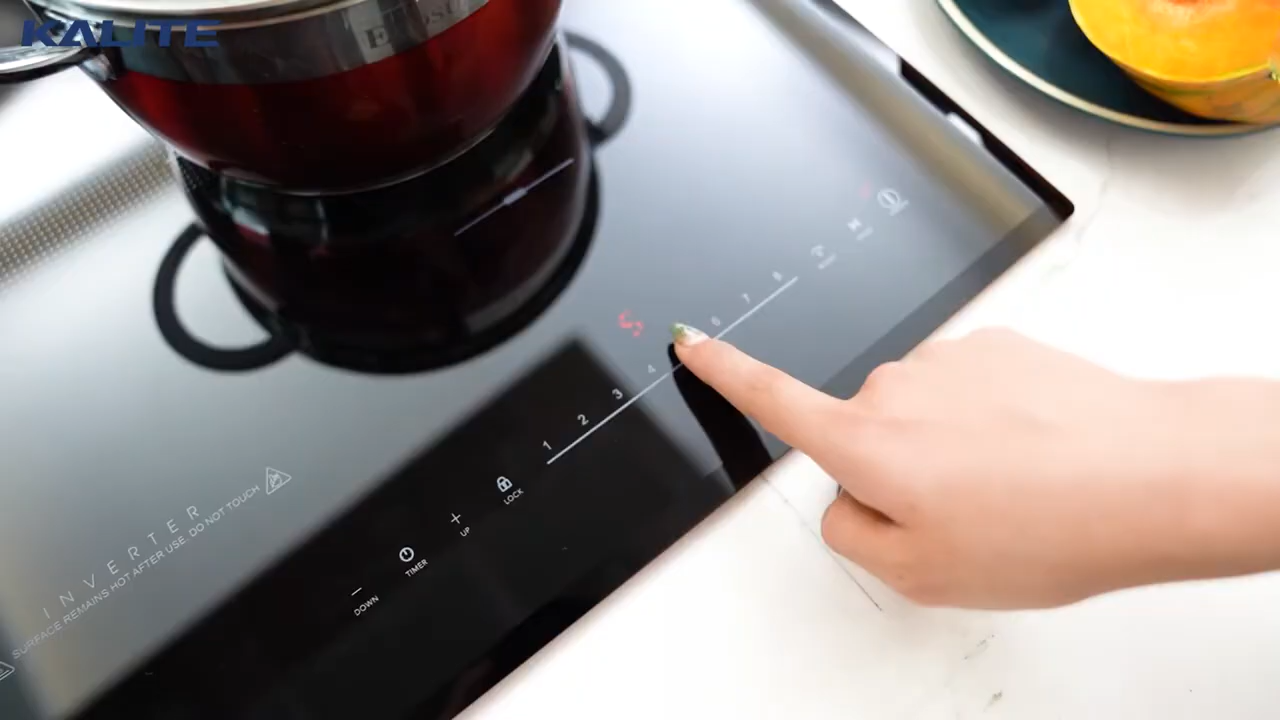 KALITE
5
1 2 3 4 6 7 8
LOCK
UP
TIMER
DOWN
INVERTER
SURFACE REMAINS HOT AFTER USE. DO NOT TOUCH